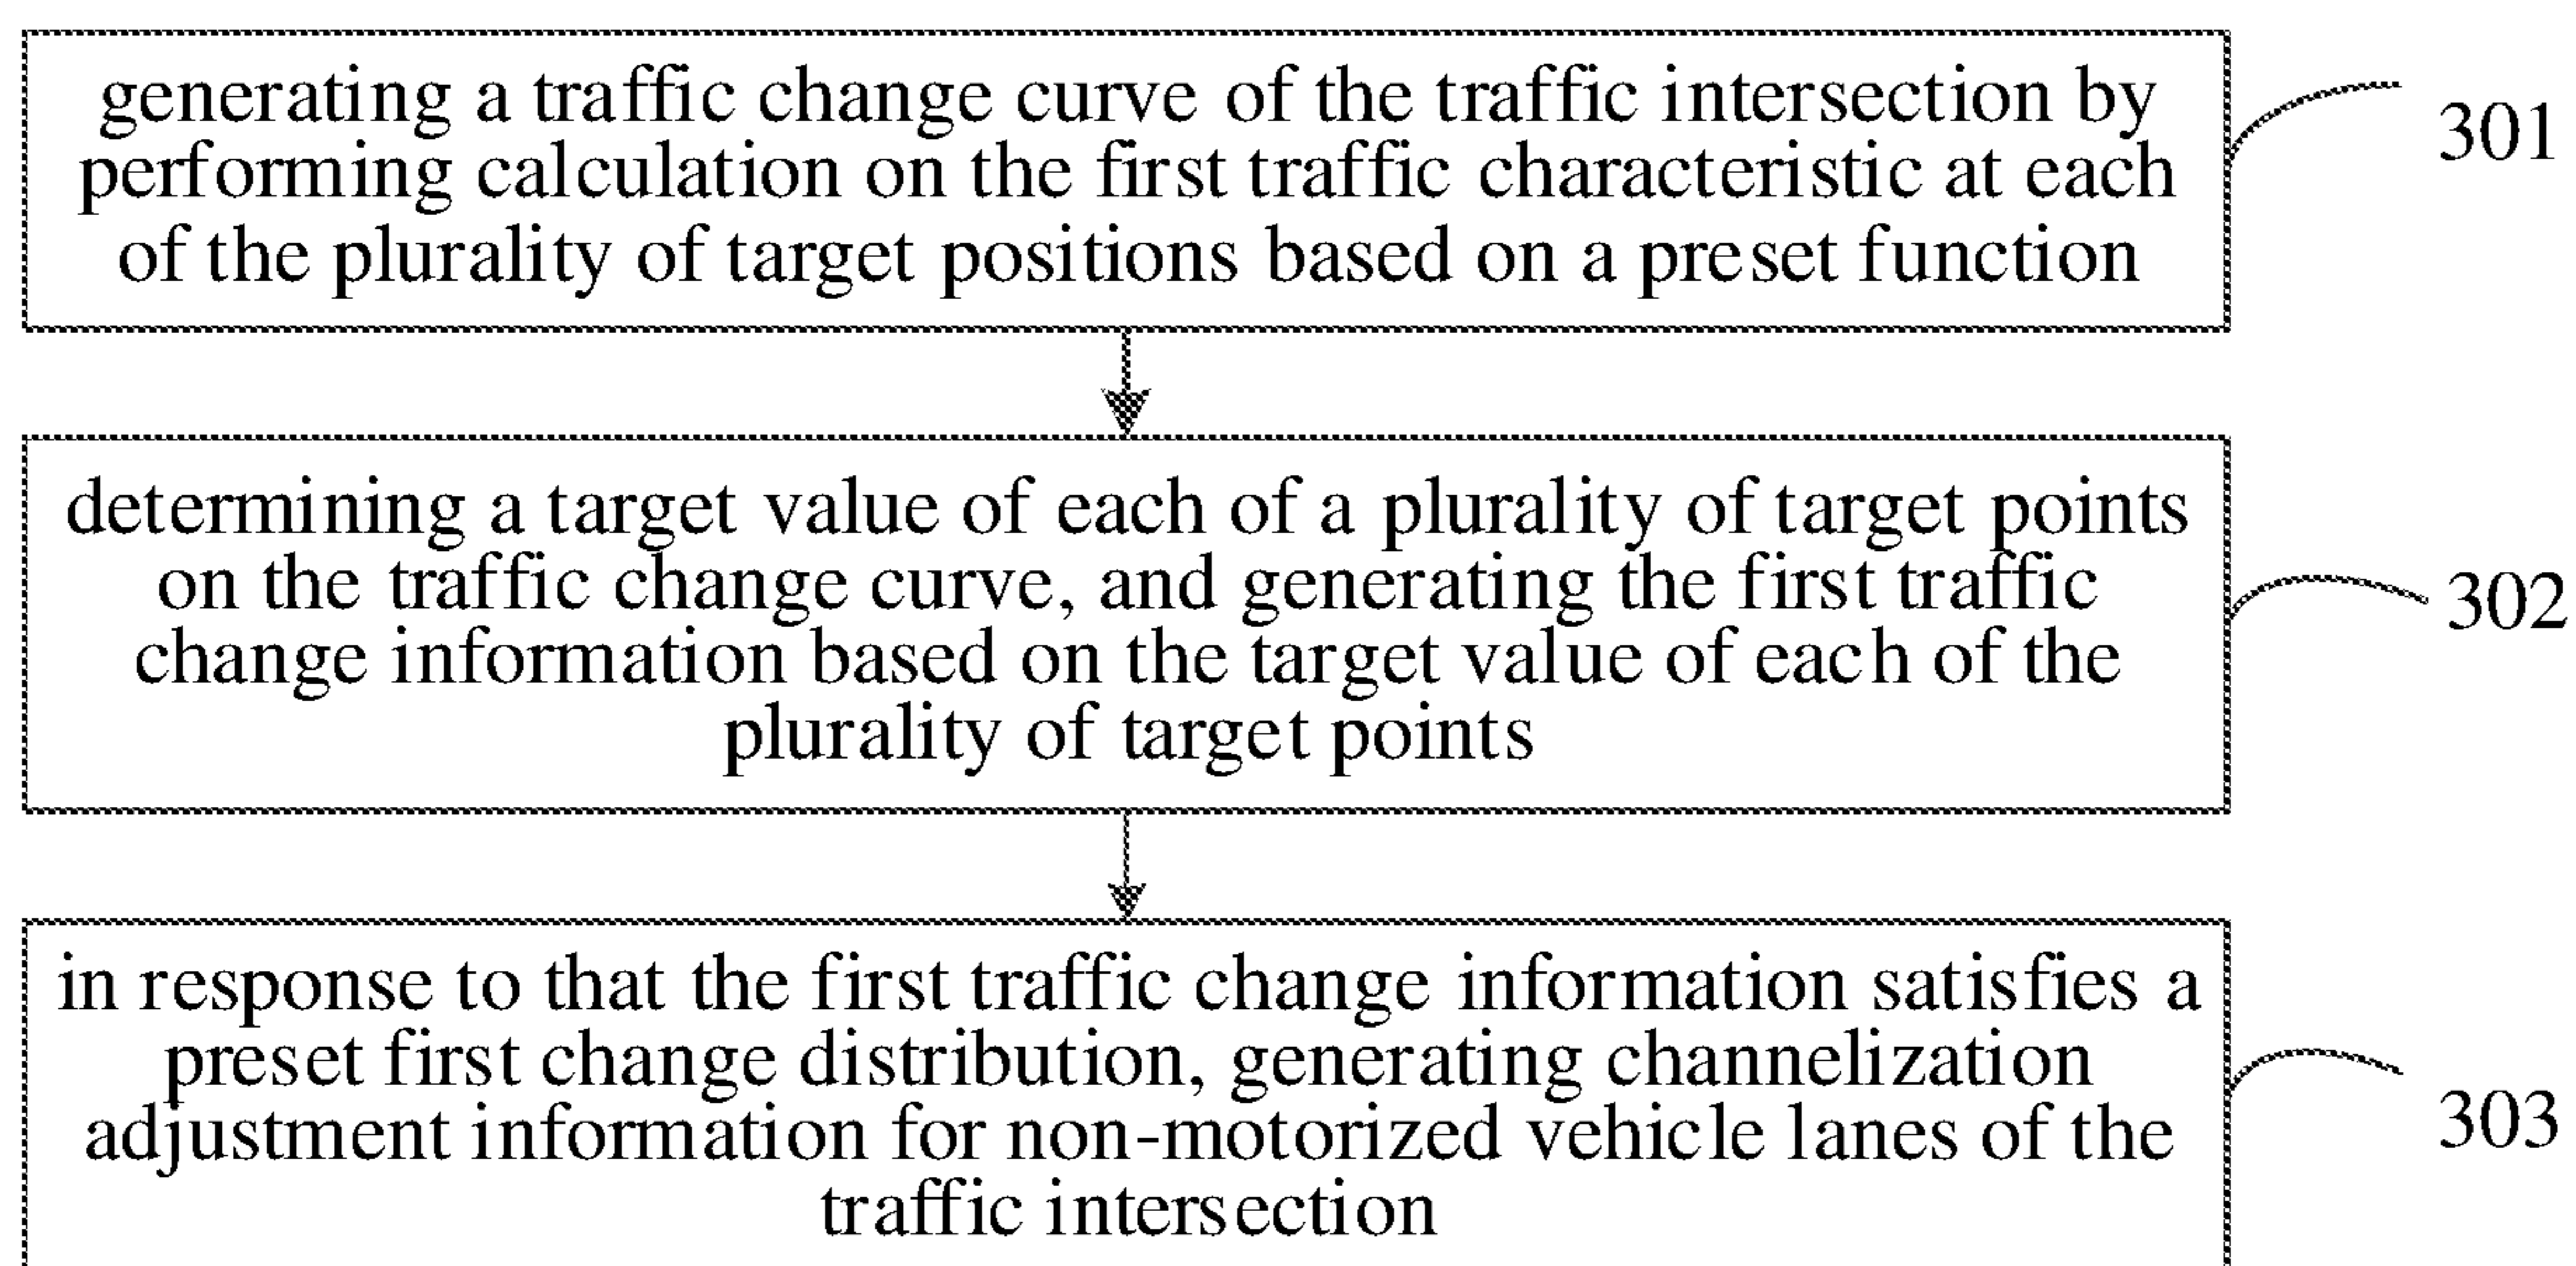 generating a traffic change curve of the traffic intersection by
performing calculation on the first traffic characteristic at each
of the plurality of target positions based on a preset function
301
determining a target value of each of a plurality of target points
on the traffic change curve, and generating the first traffic
change information based on the target value of each of the
plurality of target points
302
in response to that the first traffic change information satisfies a
preset first change distribution, generating channelization
adjustment information for non-motorized vehicle lanes of the
traffic intersection
303